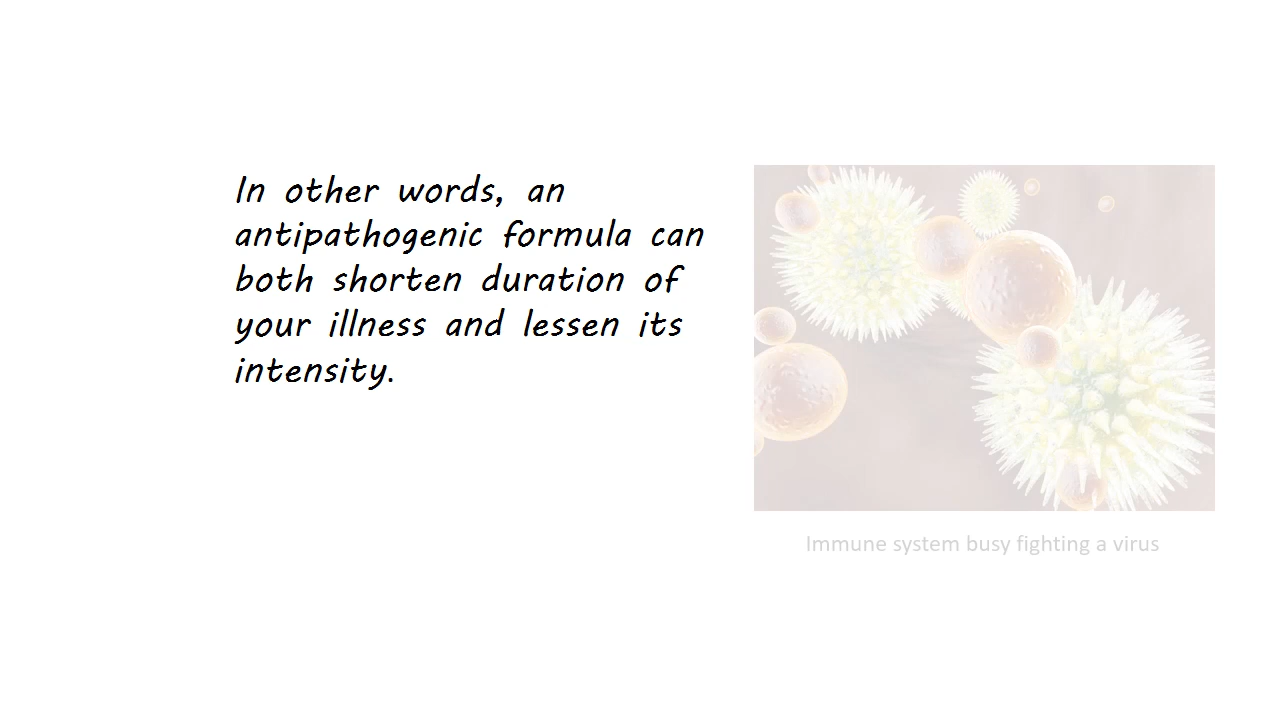 In other words, an
antipathogenic formula can
both shorten duration of
your illness and lessen its
intensity.
Immune system busy fighting a virus